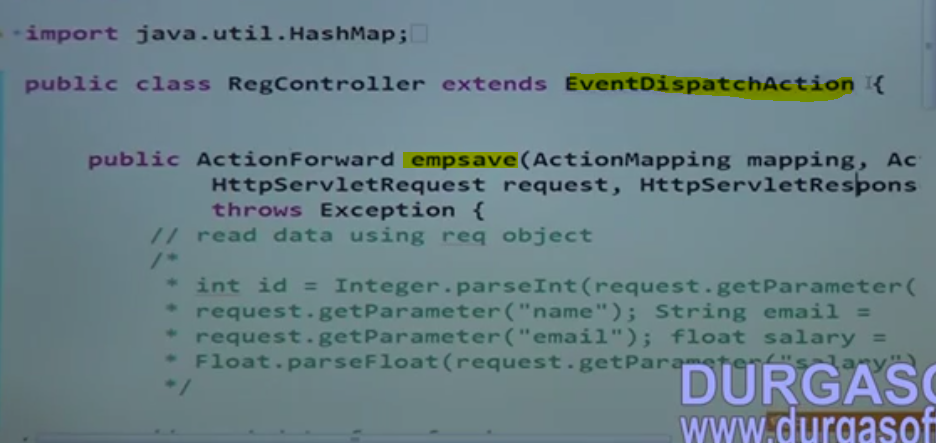 import java.util.HashMap;
public class RegController extends EventDispatchAction {
public ActionForward empsave(ActionMapping mapping, Ac
HttpServletRequest request, HttpServletRespons
throws Exception {
// read data using req object
/*
* int id = Integer.parseInt(request.getParameter(
* request.getParameter("name"); String email =
* request.getParameter("email"); float salary =
* Float.parseFloat(request.getParameter("salary")
*/
DURGASO
www.durgasof